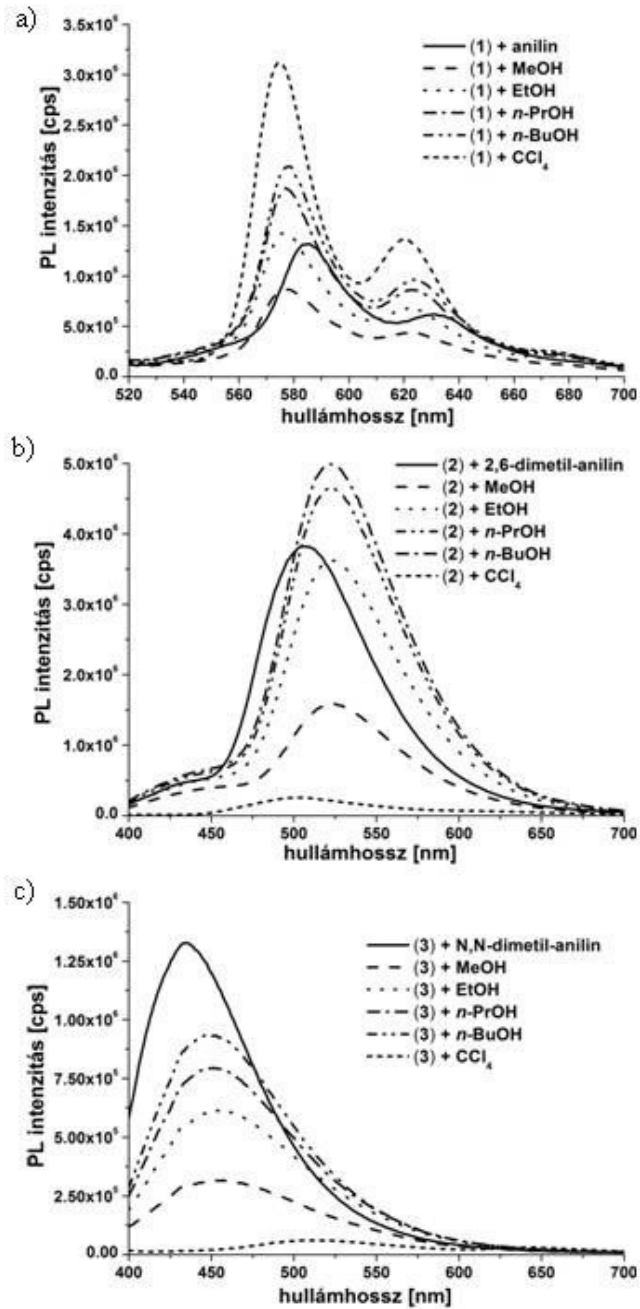 a)
3.5x10⁶
3.0x10⁶
2.5x10⁶
2.0x10⁶
1.5x10⁶
1.0x10⁶
5.0x10⁵
0.0
PL intenzitás [cps]
(1) + anilin
(1) + MeOH
(1) + EtOH
(1) + n-PrOH
(1) + n-BuOH
(1) + CCl₄
520 540 560 580 600 620 640 660 680 700
hullámhossz [nm]
b)
5.0x10⁶
4.0x10⁶
3.0x10⁶
2.0x10⁶
1.0x10⁶
0.0
PL intenzitás [cps]
(2) + 2,6-dimetil-anilin
(2) + MeOH
(2) + EtOH
(2) + n-PrOH
(2) + n-BuOH
(2) + CCl₄
400 450 500 550 600 650 700
hullámhossz [nm]
c)
1.50x10⁶
1.25x10⁶
1.00x10⁶
7.50x10⁵
5.00x10⁵
2.50x10⁵
0.00
PL intenzitás [cps]
(3) + N,N-dimetil-anilin
(3) + MeOH
(3) + EtOH
(3) + n-PrOH
(3) + n-BuOH
(3) + CCl₄
400 450 500 550 600 650 700
hullámhossz [nm]